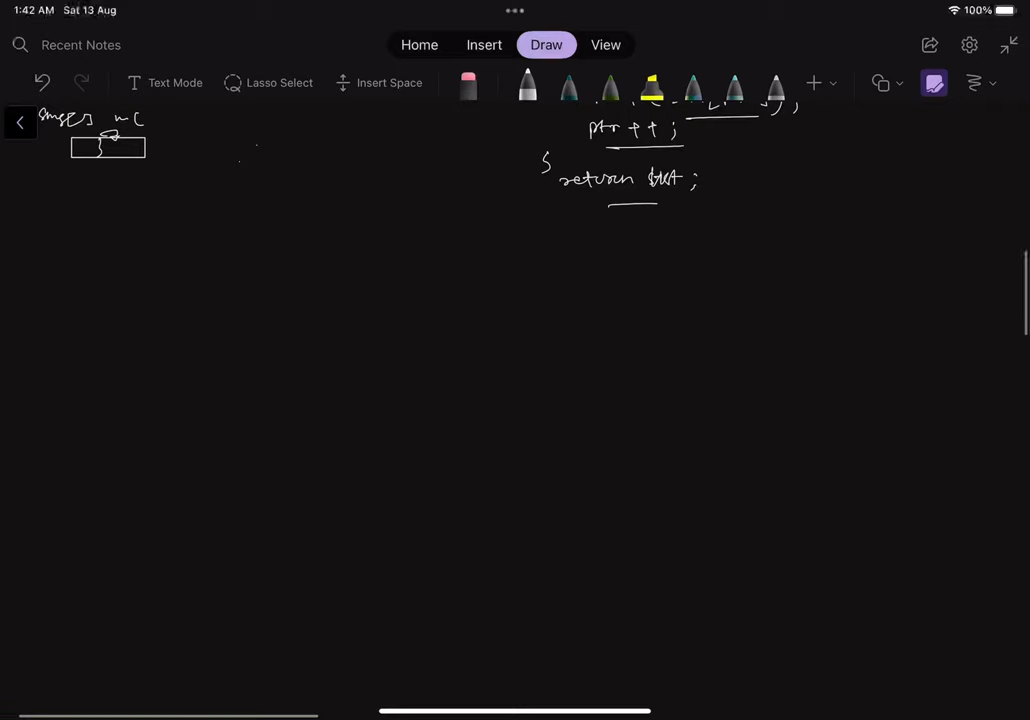 1:42 AM Sat 13 Aug
100%
Recent Notes
Home Insert Draw View
Text Mode Lasso Select Insert Space
ptr ++ ;
return ;